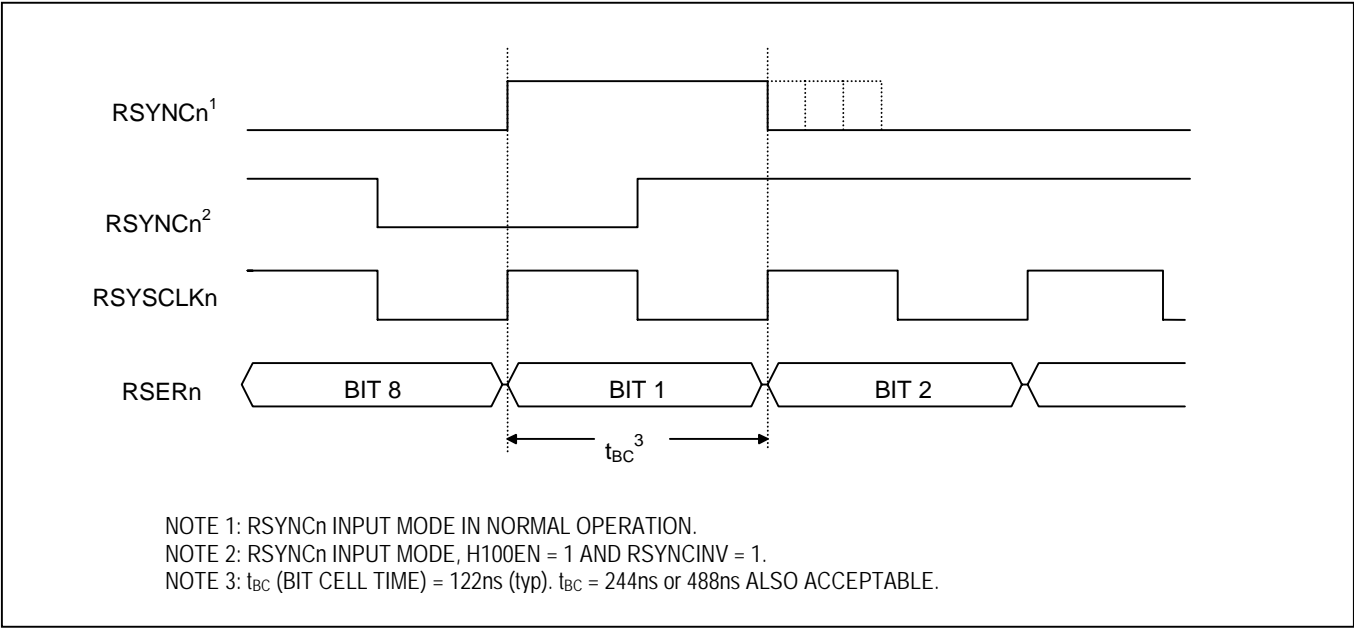 RSYNCn¹
RSYNCn²
RSYSCLKn
RSERn BIT 8 BIT 1 BIT 2
tBC³
NOTE 1: RSYNCn INPUT MODE IN NORMAL OPERATION.
NOTE 2: RSYNCn INPUT MODE, H100EN = 1 AND RSYNCINV = 1.
NOTE 3: tBC (BIT CELL TIME) = 122ns (typ). tBC = 244ns or 488ns ALSO ACCEPTABLE.